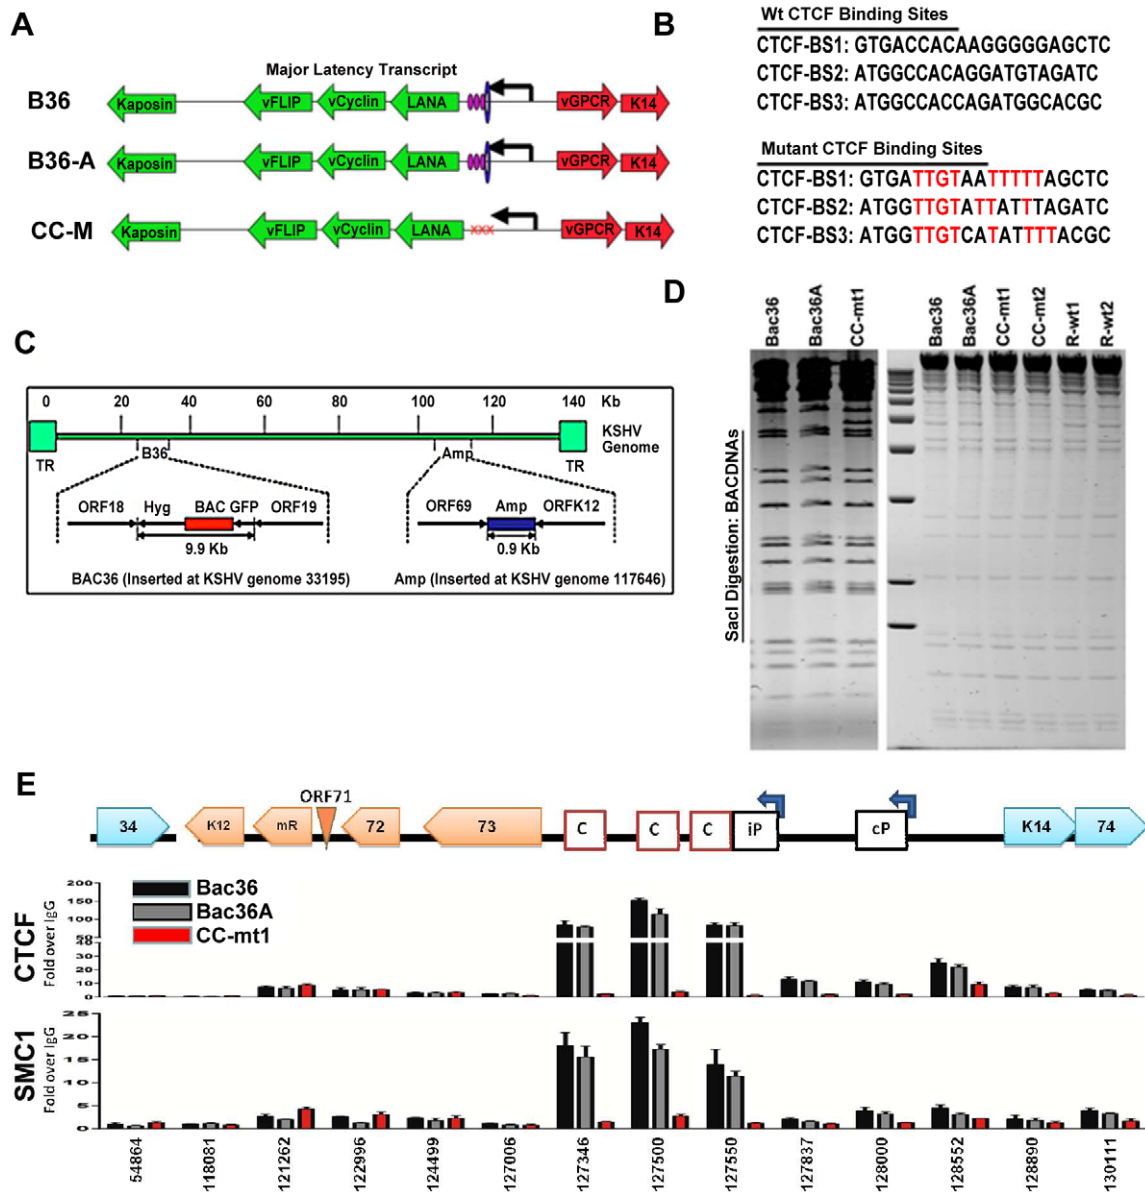 A
Major Latency Transcript
B36
Kaposin vFLIP vCyclin LANA vGPCR K14
B36-A
Kaposin vFLIP vCyclin LANA vGPCR K14
CC-M
Kaposin vFLIP vCyclin LANA xxx vGPCR K14
B
Wt CTCF Binding Sites
CTCF-BS1: GTGACCACAAGGGGGAGCTC
CTCF-BS2: ATGGCCACAGGATGTAGATC
CTCF-BS3: ATGGCCACCAGATGGCACGC
Mutant CTCF Binding Sites
CTCF-BS1: GTGATTGTAATTTTTAGCTC
CTCF-BS2: ATGGTTGTATTATTTAGATC
CTCF-BS3: ATGGTTGTCATATTTTACGC
C
0 20 40 60 80 100 120 140 Kb
KSHV
Genome
TR B36 Amp TR
ORF18 Hyg BAC GFP ORF19
9.9 Kb
ORF69 Amp ORFK12
0.9 Kb
BAC36 (Inserted at KSHV genome 33195)
Amp (Inserted at KSHV genome 117646)
D
Bac36
Bac36A
CC-mt1
Bac36
Bac36A
CC-mt1
CC-mt2
R-wt1
R-wt2
SacI Digestion: BACDNAs
E
ORF71
34 K12 mR 72 73 C C C iP cP K14 74
Bac36
Bac36A
CC-mt1
CTCF
Fold over IgG
200
150
100
50
40
30
20
10
0
SMC1
Fold over IgG
25
20
15
10
5
0
54864
118081
121262
122996
124499
127006
127346
127500
127550
127837
128000
128552
128890
130111